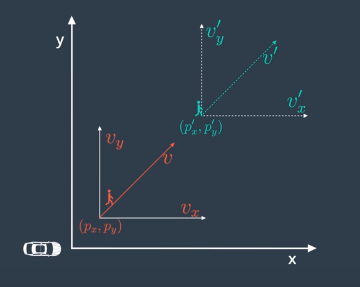 y
v'_y
v'
v'_x
(p'_x, p'_y)
v_y
v
v_x
(p_x, p_y)
x